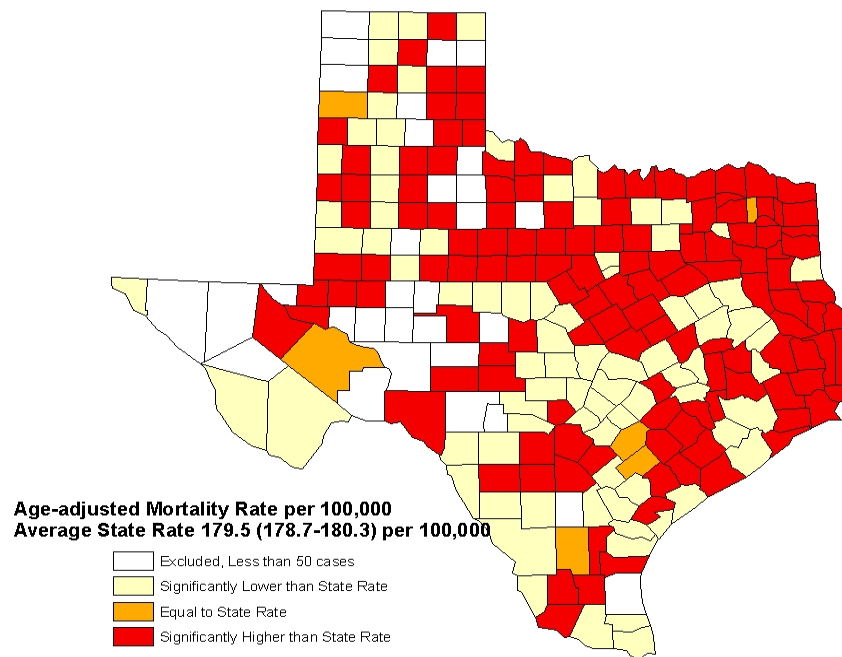 Age-adjusted Mortality Rate per 100,000
Average State Rate 179.5 (178.7-180.3) per 100,000
Excluded, Less than 50 cases
Significantly Lower than State Rate
Equal to State Rate
Significantly Higher than State Rate